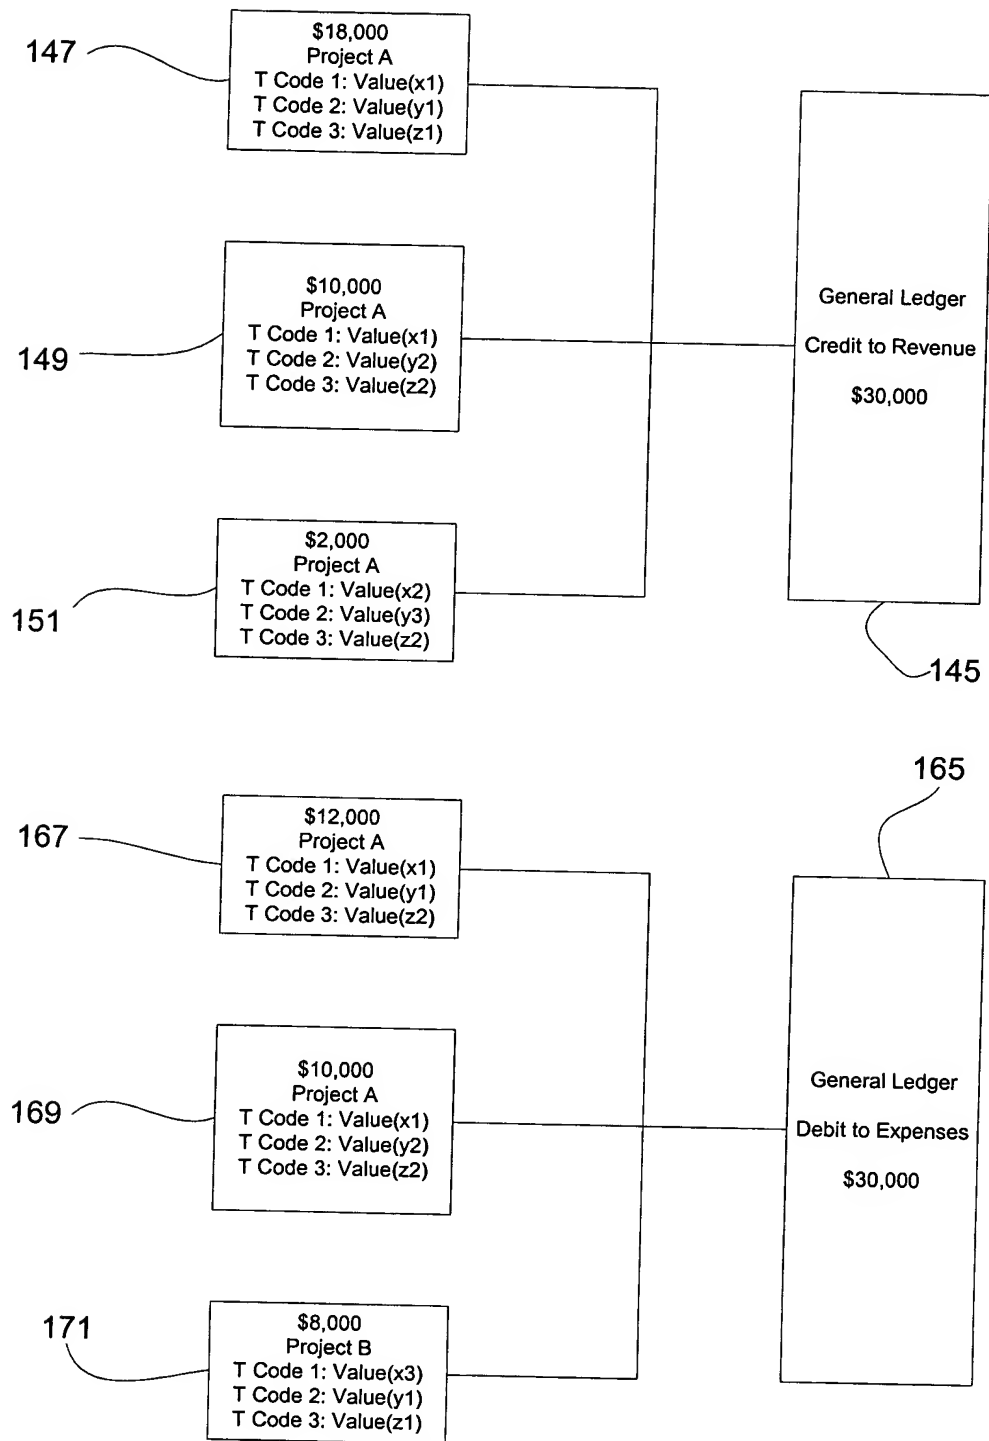 147
$18,000
Project A
T Code 1: Value(x1)
T Code 2: Value(y1)
T Code 3: Value(z1)
149
$10,000
Project A
T Code 1: Value(x1)
T Code 2: Value(y2)
T Code 3: Value(z2)
151
$2,000
Project A
T Code 1: Value(x2)
T Code 2: Value(y3)
T Code 3: Value(z2)
General Ledger
Credit to Revenue
$30,000
145
167
$12,000
Project A
T Code 1: Value(x1)
T Code 2: Value(y1)
T Code 3: Value(z2)
169
$10,000
Project A
T Code 1: Value(x1)
T Code 2: Value(y2)
T Code 3: Value(z2)
171
$8,000
Project B
T Code 1: Value(x3)
T Code 2: Value(y1)
T Code 3: Value(z1)
165
General Ledger
Debit to Expenses
$30,000